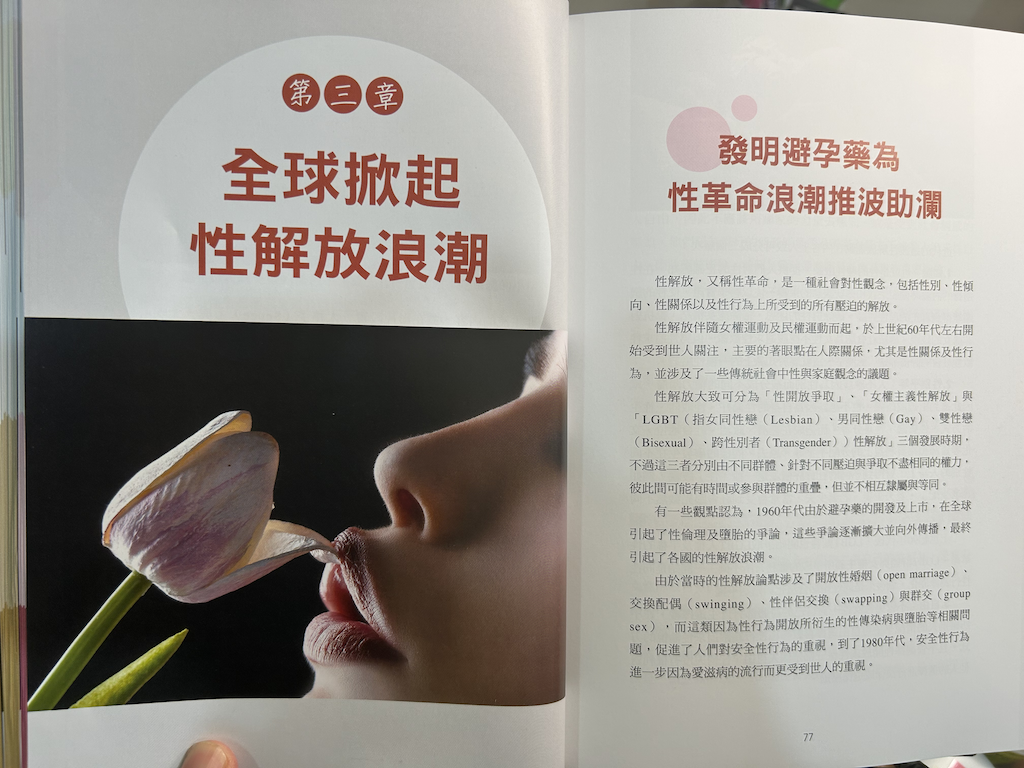 第三章
全球掀起
性解放浪潮
發明避孕藥為
性革命浪潮推波助瀾
性解放，又稱性革命，是一種社會對性觀念，包括性別、性傾
向、性關係以及性行為上所受到的所有壓迫的解放。
性解放伴隨女權運動及民權運動而起，於上世紀60年代左右開
始受到世人關注，主要的著眼點在人際關係，尤其是性關係及性行
為，並涉及了一些傳統社會中性與家庭觀念的議題。
性解放大致可分為「性開放爭取」、「女權主義性解放」與
「LGBT（指女同性戀（Lesbian）、男同性戀（Gay）、雙性戀
（Bisexual）、跨性別者（Transgender））性解放」三個發展時期，
不過這三者分別由不同群體、針對不同壓迫與爭取不盡相同的權力，
彼此間可能有時間或參與群體的重疊，但並不相互隸屬與等同。
有一些觀點認為，1960年代由於避孕藥的開發及上市，在全球
引起了性倫理及墮胎的爭論，這些爭論逐漸擴大並向外傳播，最終
引起了各國的性解放浪潮。
由於當時的性解放論點涉及了開放性婚姻（open marriage）、
交換配偶（swinging）、性伴侶交換（swapping）與群交（group
sex），而這類因為性行為開放所衍生的性傳染病與墮胎等相關問
題，促進了人們對安全性行為的重視，到了1980年代，安全性行為
進一步因為愛滋病的流行而更受到世人的重視。
77